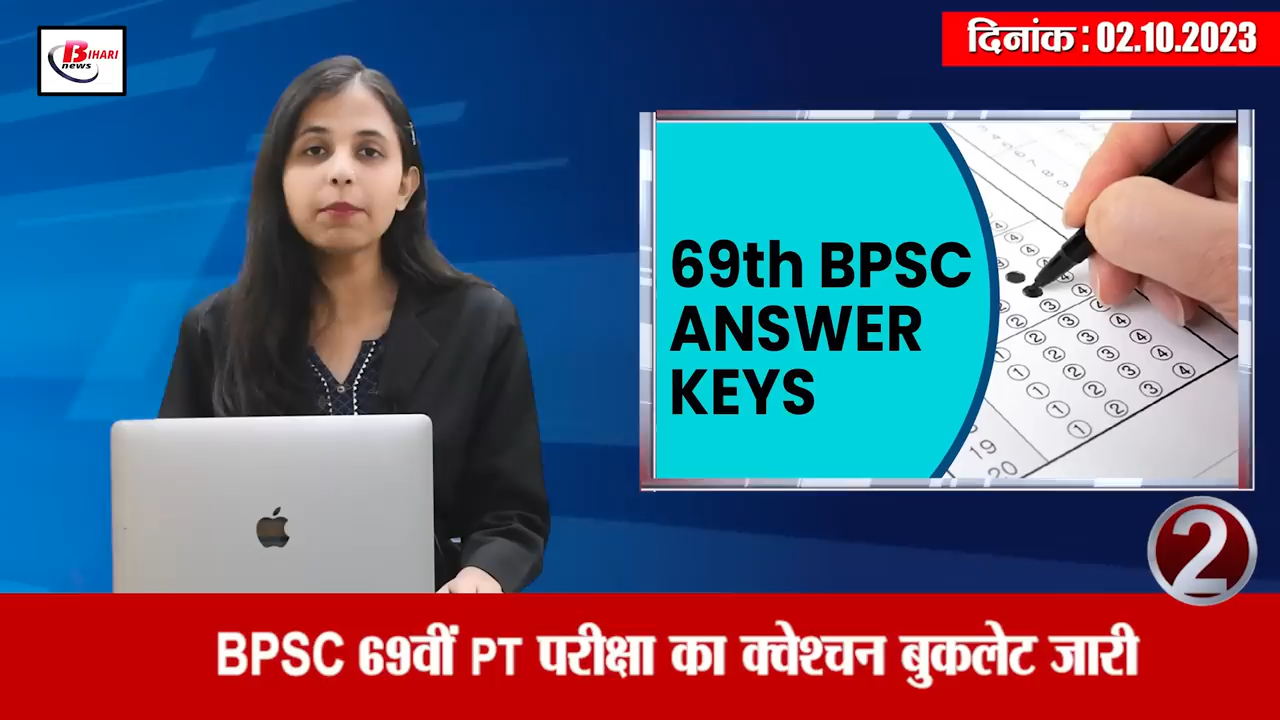 BIHARI
news
दिनांक : 02.10.2023
69th BPSC
ANSWER
KEYS
2
BPSC 69वीं PT परीक्षा का क्वेश्चन बुकलेट जारी